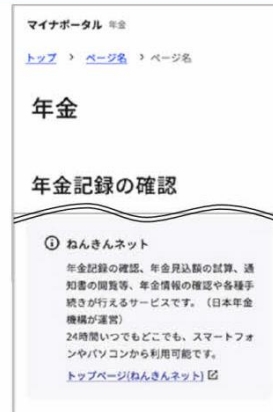 マイナポータル 年金
トップ > ページ名 > ページ名
年金
年金記録の確認
ねんきんネット
年金記録の確認、年金見込額の試算、通
知書の閲覧等、年金情報の確認や各種手
続きが行えるサービスです。（日本年金
機構が運営）
24時間いつでもどこでも、スマートフォ
ンやパソコンから利用可能です。
トップページ(ねんきんネット)